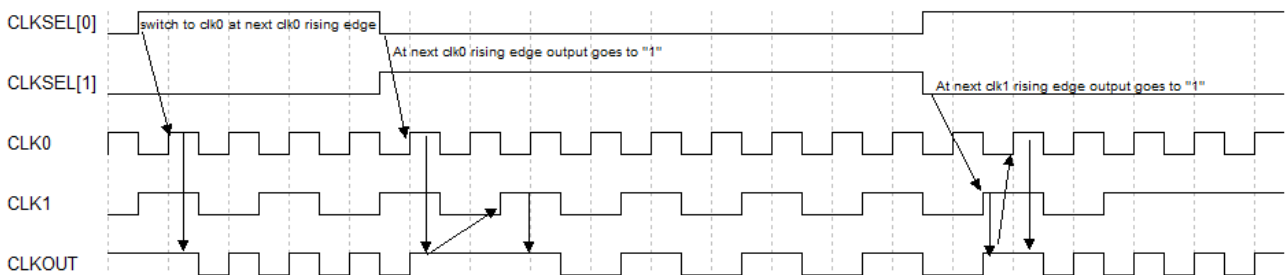 CLKSEL[0]
switch to clk0 at next clk0 rising edge
At next clk0 rising edge output goes to "1"
CLKSEL[1]
At next clk1 rising edge output goes to "1"
CLK0
CLK1
CLKOUT